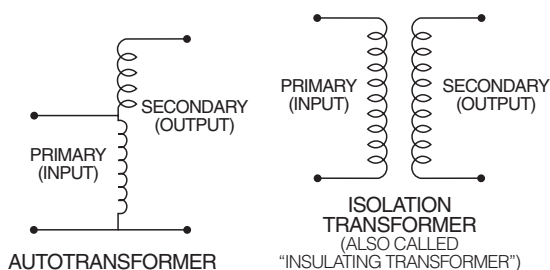 SECONDARY
(OUTPUT)
PRIMARY
(INPUT)
AUTOTRANSFORMER
PRIMARY
(INPUT)
SECONDARY
(OUTPUT)
ISOLATION
TRANSFORMER
(ALSO CALLED
“INSULATING TRANSFORMER”)